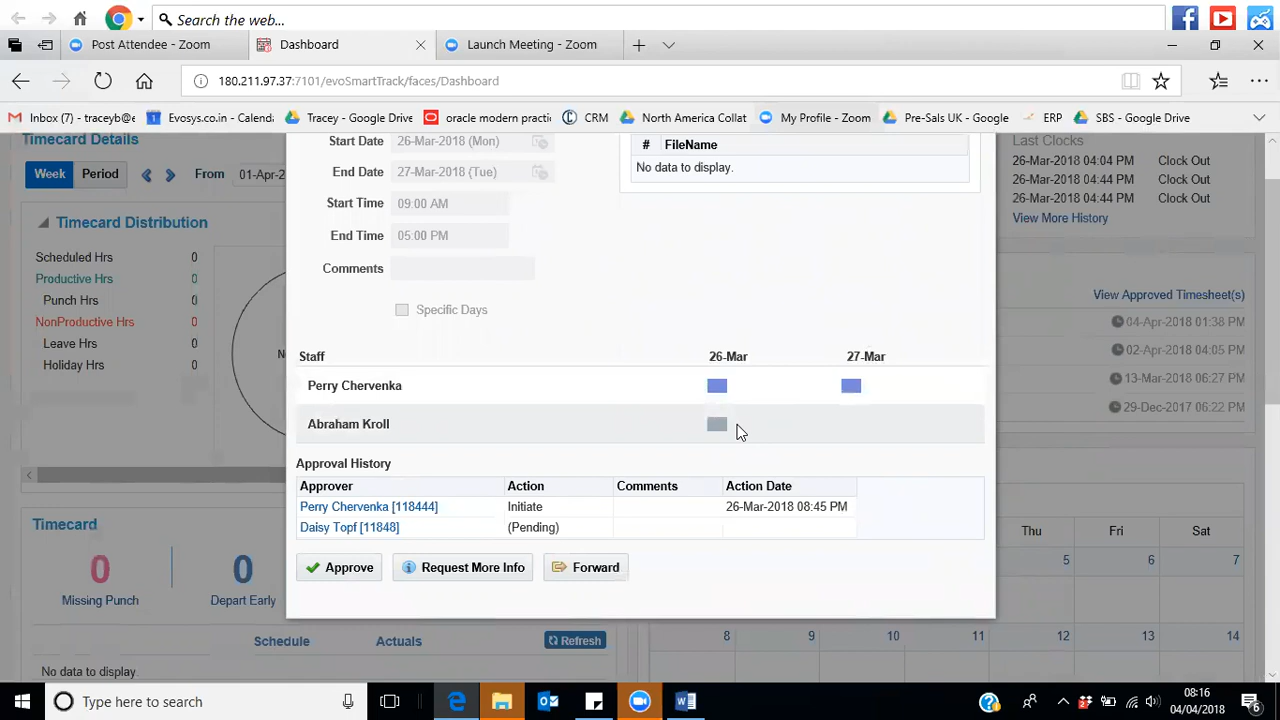 Search the web...
Post Attendee - Zoom
Dashboard
Launch Meeting - Zoom
180.211.97.37:7101/evoSmartTrack/faces/Dashboard
Inbox (7) - traceyb@e
Evosys.co.in - Calenda
Tracey - Google Drive
oracle modern practi
CRM
North America Collat
My Profile - Zoom
Pre-Sals UK - Google
ERP
SBS - Google Drive
Timecard Details
Week
Period
From
01-Apr-2
Timecard Distribution
Scheduled Hrs 0
Productive Hrs 0
Punch Hrs 0
NonProductive Hrs 0
Leave Hrs 0
Holiday Hrs 0
Timecard
0
Missing Punch
0
Depart Early
Schedule
Actuals
Refresh
No data to display.
Start Date 26-Mar-2018 (Mon)
End Date 27-Mar-2018 (Tue)
Start Time 09:00 AM
End Time 05:00 PM
Comments
Specific Days
# FileName
No data to display.
Staff 26-Mar 27-Mar
Perry Chervenka
Abraham Kroll
Approval History
Approver Action Comments Action Date
Perry Chervenka [118444] Initiate 26-Mar-2018 08:45 PM
Daisy Topf [11848] (Pending)
Approve
Request More Info
Forward
Last Clocks
26-Mar-2018 04:04 PM Clock Out
26-Mar-2018 04:44 PM Clock Out
26-Mar-2018 04:44 PM Clock Out
View More History
View Approved Timesheet(s)
04-Apr-2018 01:38 PM
02-Apr-2018 04:05 PM
13-Mar-2018 06:27 PM
29-Dec-2017 06:22 PM
Thu Fri Sat
5 6 7
8 9 10 11 12 13 14
Type here to search
08:16
04/04/2018
6